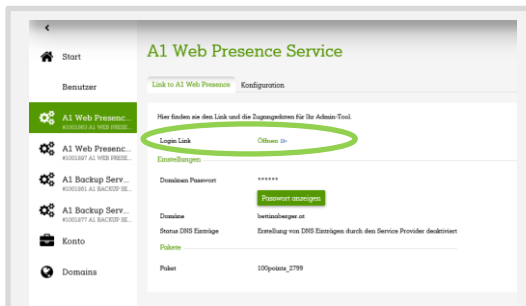 A1 Web Presence Service
Start
Benutzer
A1 Web Presenc...
#1001983 A1 WEB PRESE...
A1 Web Presenc...
#1001897 A1 WEB PRESE...
A1 Backup Serv...
#1001981 A1 BACKUP SE...
A1 Backup Serv...
#1001977 A1 BACKUP SE...
Konto
Domains
Link to A1 Web Presence Konfiguration
Hier finden sie den Link und die Zugangsdaten für Ihr Admin-Tool.
Login Link Öffnen
Einstellungen
Domänen Passwort ******
Passwort anzeigen
Domäne bettinaberger.at
Status DNS Einträge Erstellung von DNS Einträgen durch den Service Provider deaktiviert
Pakete
Paket 100points_2799